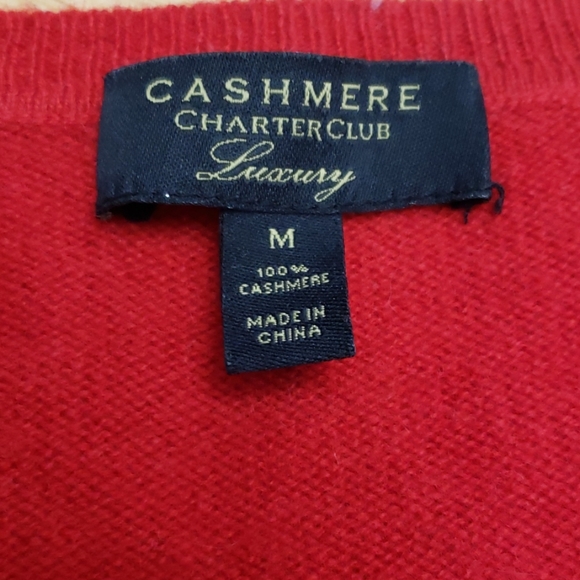 CASHMERE
CHARTER CLUB
Luxury
M
100%
CASHMERE
MADE IN
CHINA